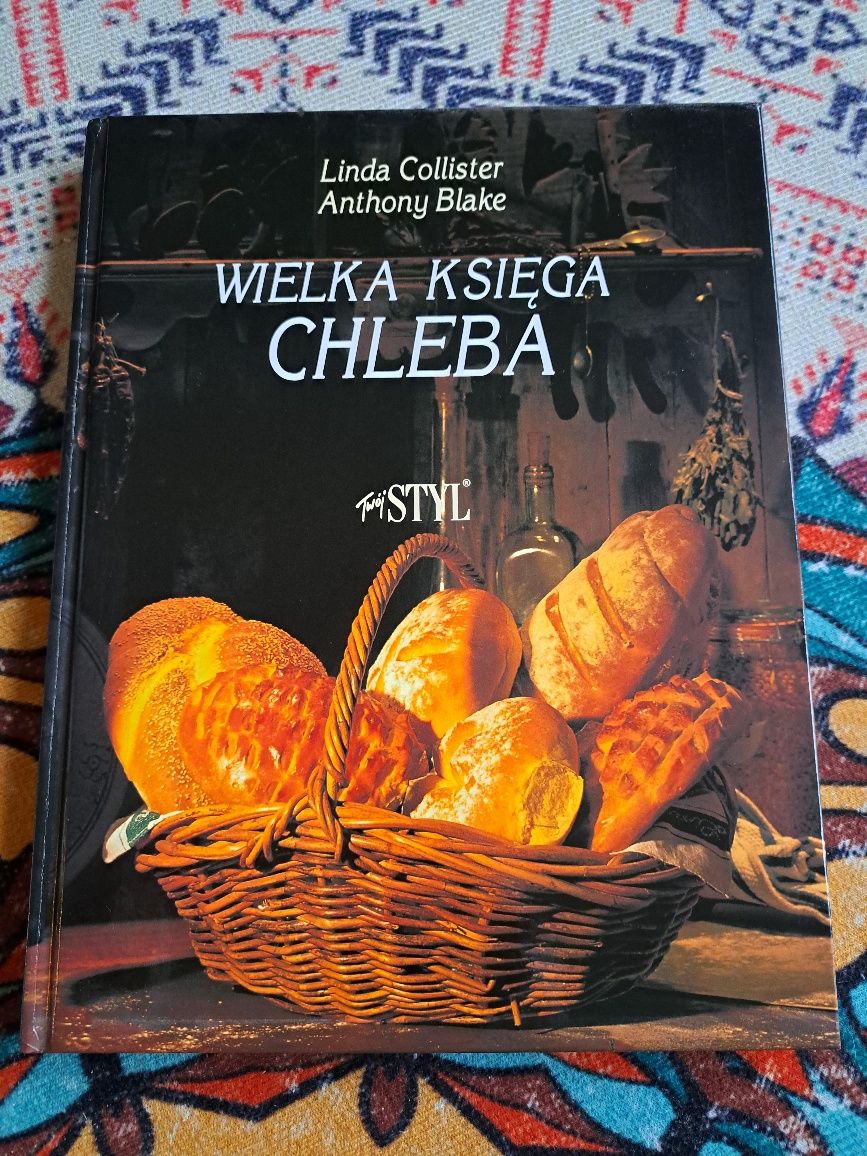 Linda Collister
Anthony Blake
WIELKA KSIĘGA
CHLEBA
Twój STYL®